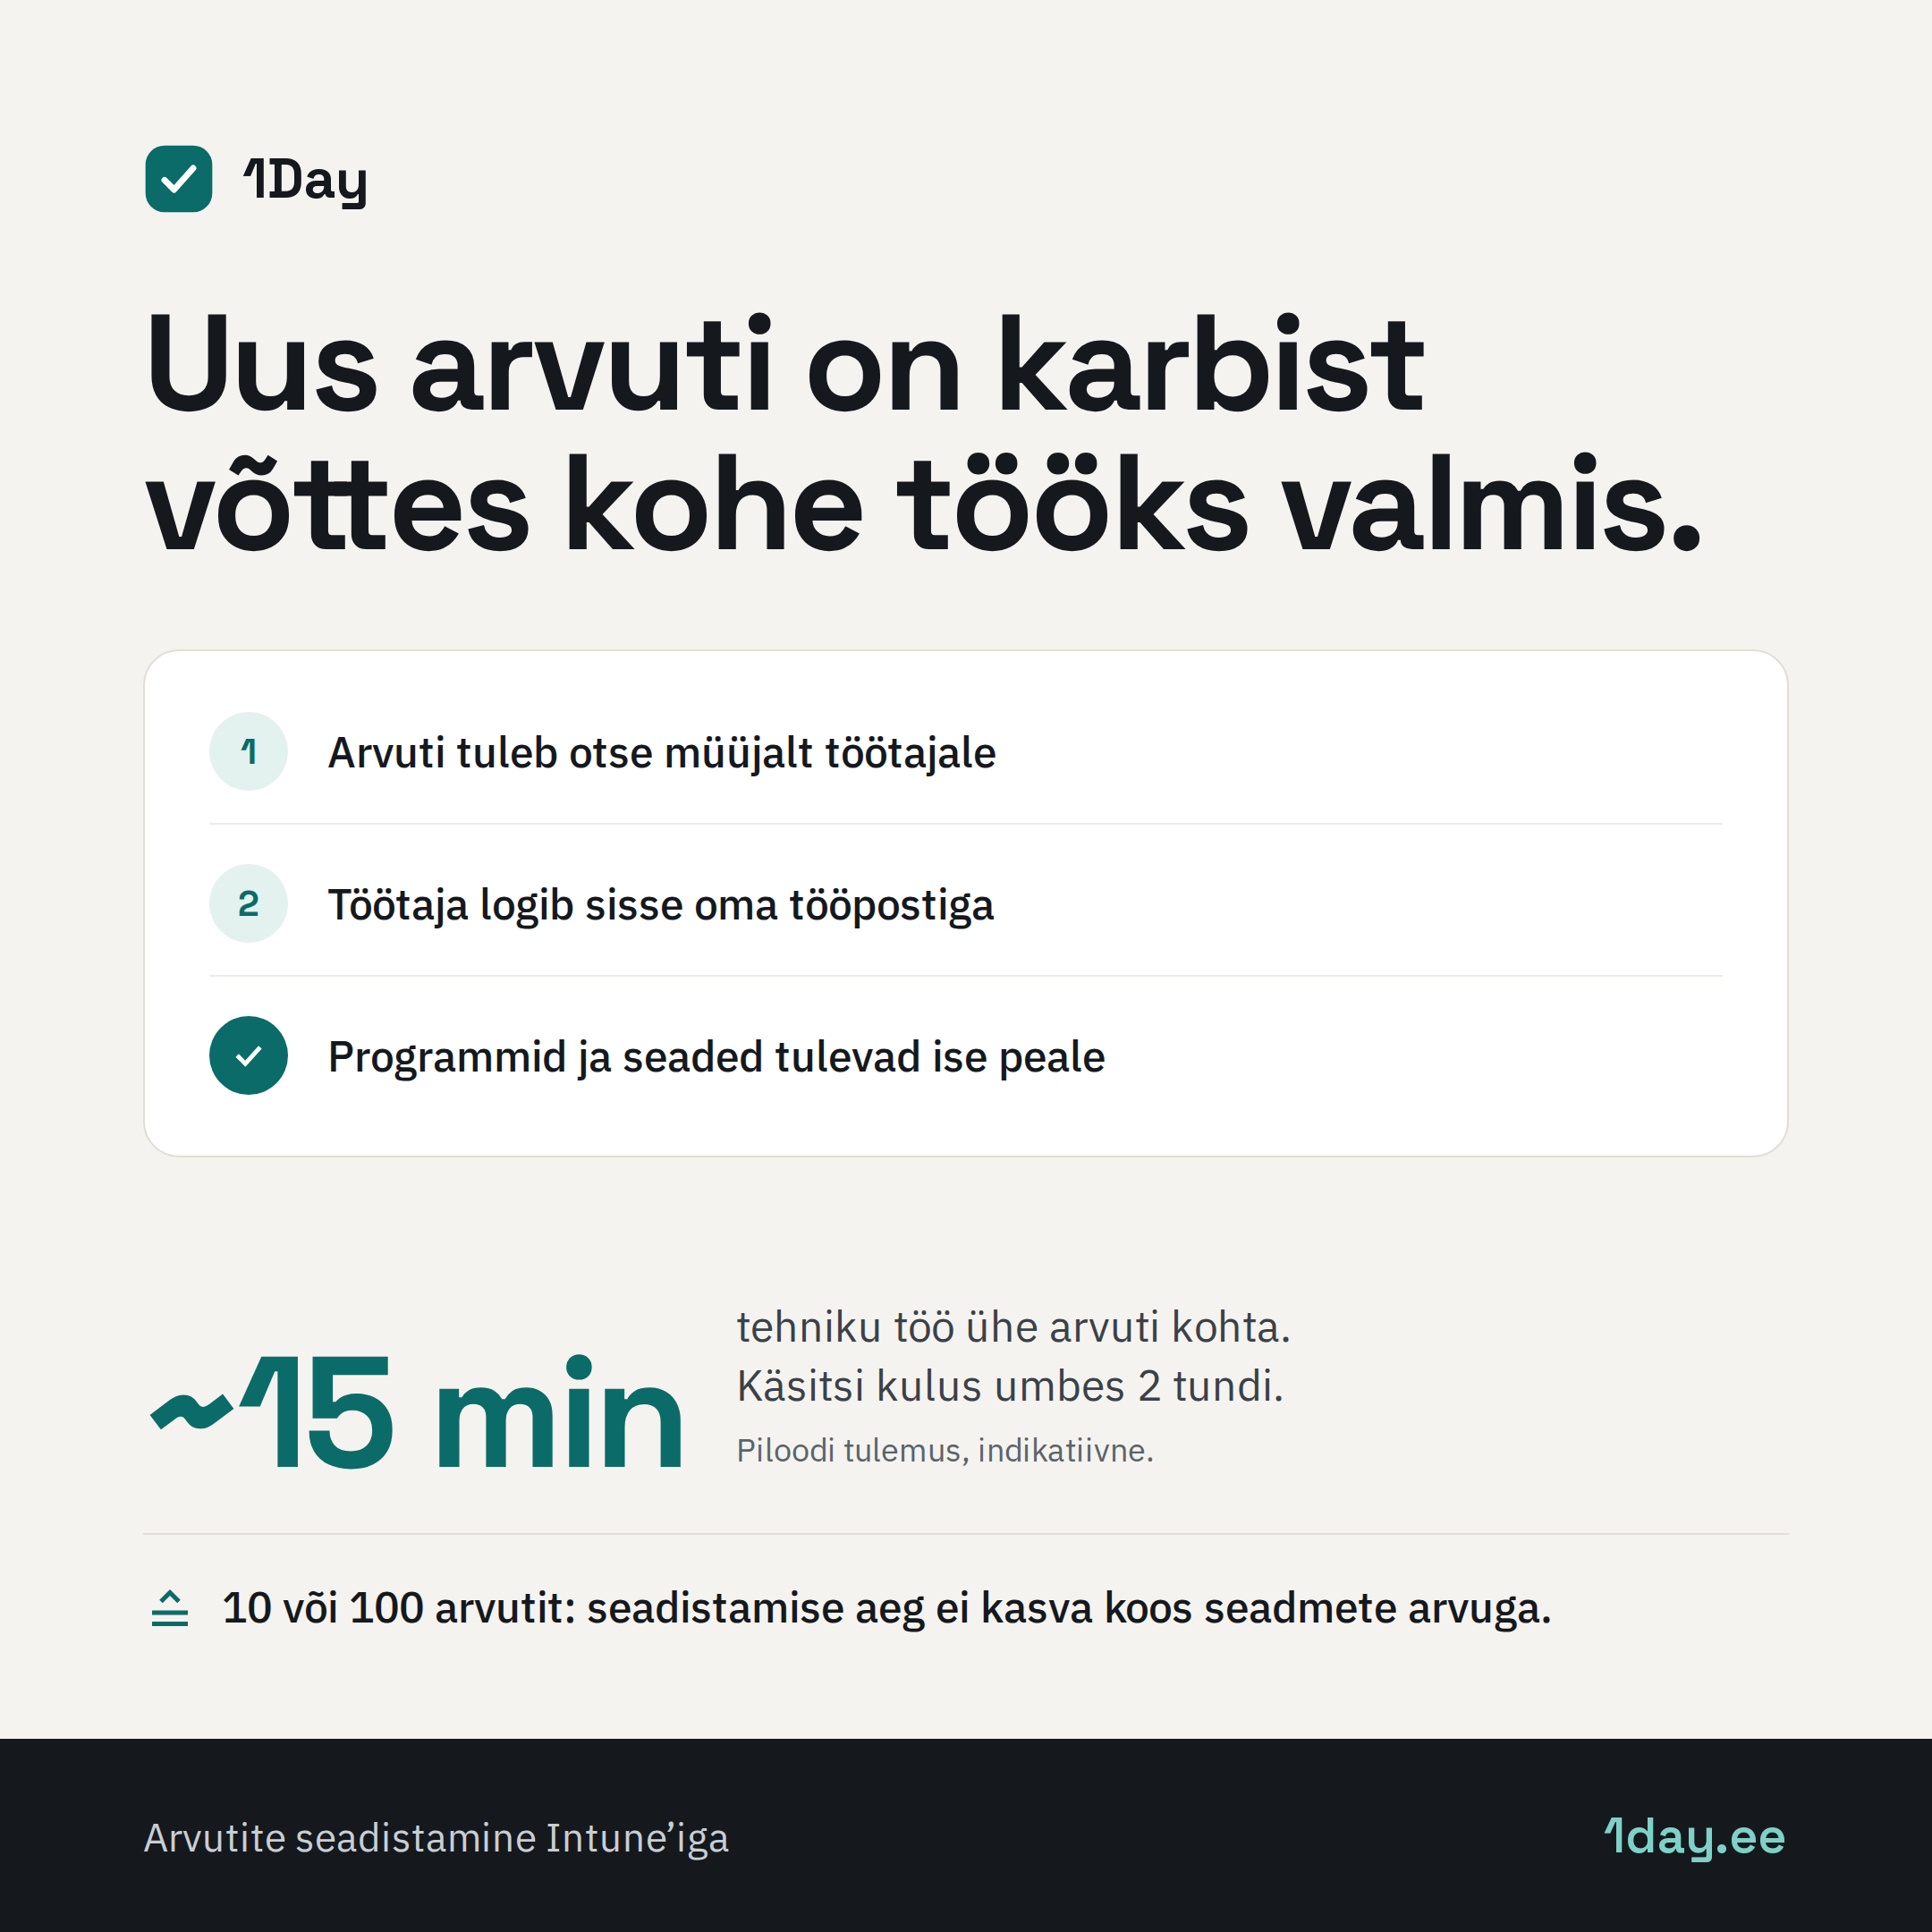 1Day
Uus arvuti on karbist
võttes kohe tööks valmis.
1 Arvuti tuleb otse müüjalt töötajale
2 Töötaja logib sisse oma tööpostiga
Programmid ja seaded tulevad ise peale
~15 min
tehniku töö ühe arvuti kohta.
Käsitsi kulus umbes 2 tundi.
Piloodi tulemus, indikatiivne.
10 või 100 arvutit: seadistamise aeg ei kasva koos seadmete arvuga.
Arvutite seadistamine Intune’iga
1day.ee